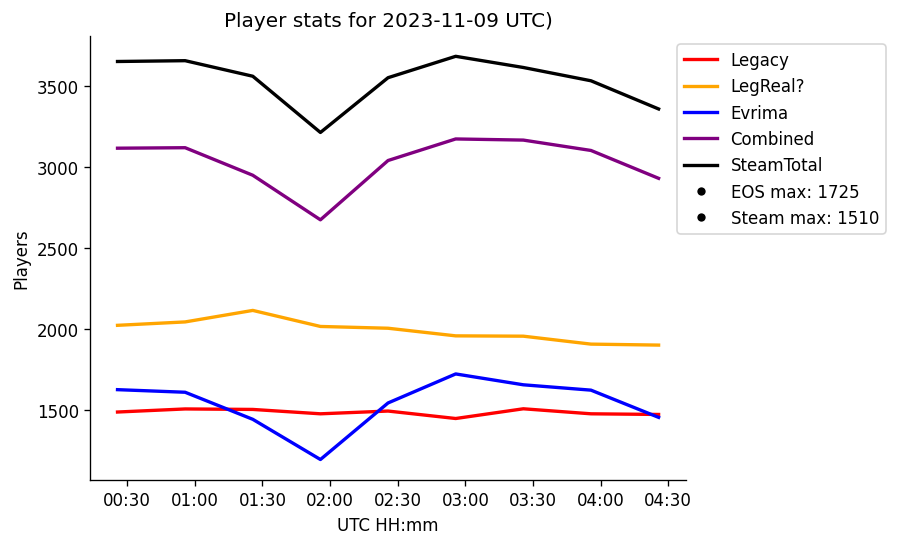 Player stats for 2023-11-09 UTC)
Legacy
LegReal?
Evrima
Combined
SteamTotal
EOS max: 1725
Steam max: 1510
3500
3000
2500
2000
1500
Players
00:30 01:00 01:30 02:00 02:30 03:00 03:30 04:00 04:30
UTC HH:mm